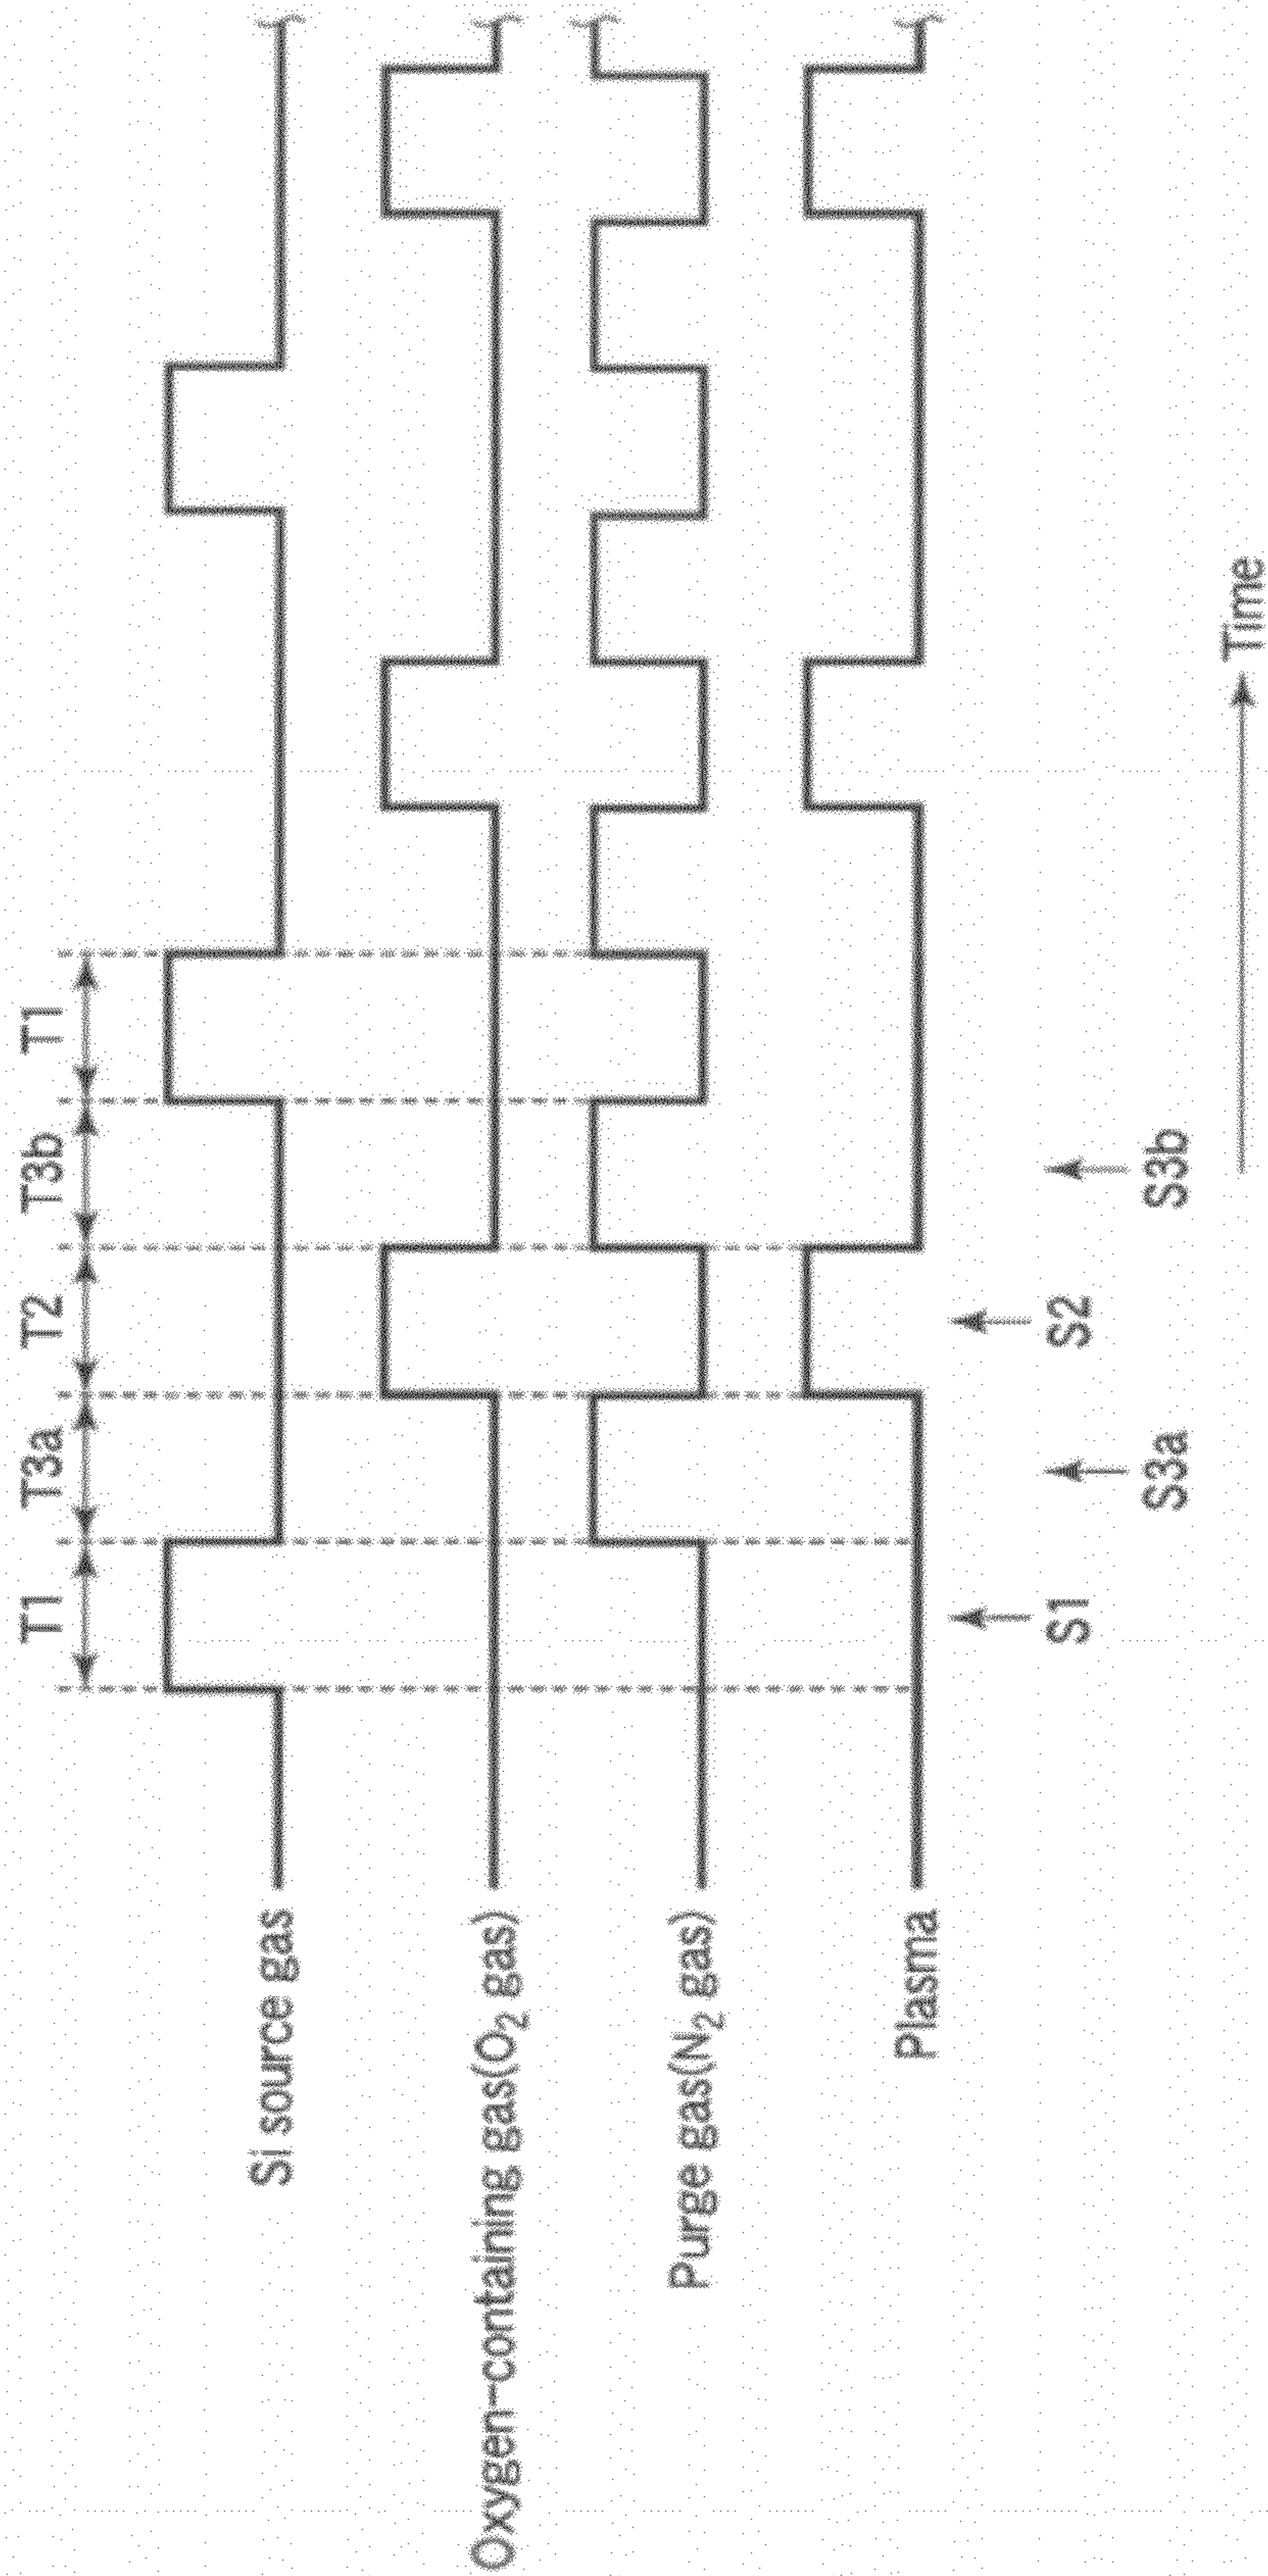 T1
T3a
T2
T3b
T1
Si source gas
Oxygen-containing gas(O₂ gas)
Purge gas(N₂ gas)
Plasma
S1
S2
S3a
S3b
Time